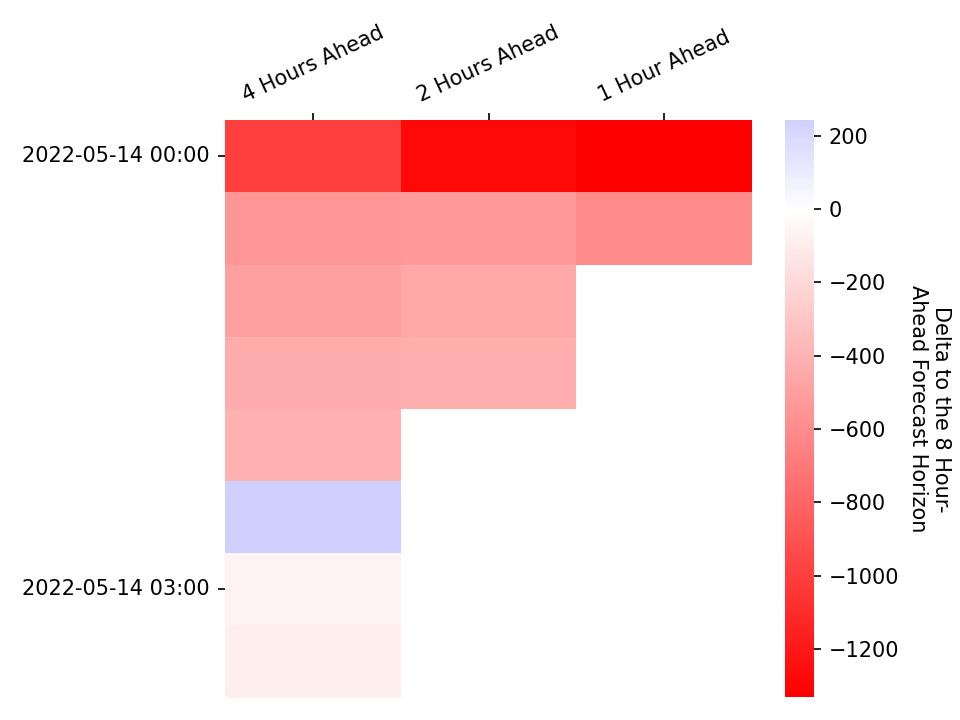 4 Hours Ahead
2 Hours Ahead
1 Hour Ahead
2022-05-14 00:00
2022-05-14 03:00
200
0
−200
−400
−600
−800
−1000
−1200
Delta to the 8 Hour-
Ahead Forecast Horizon